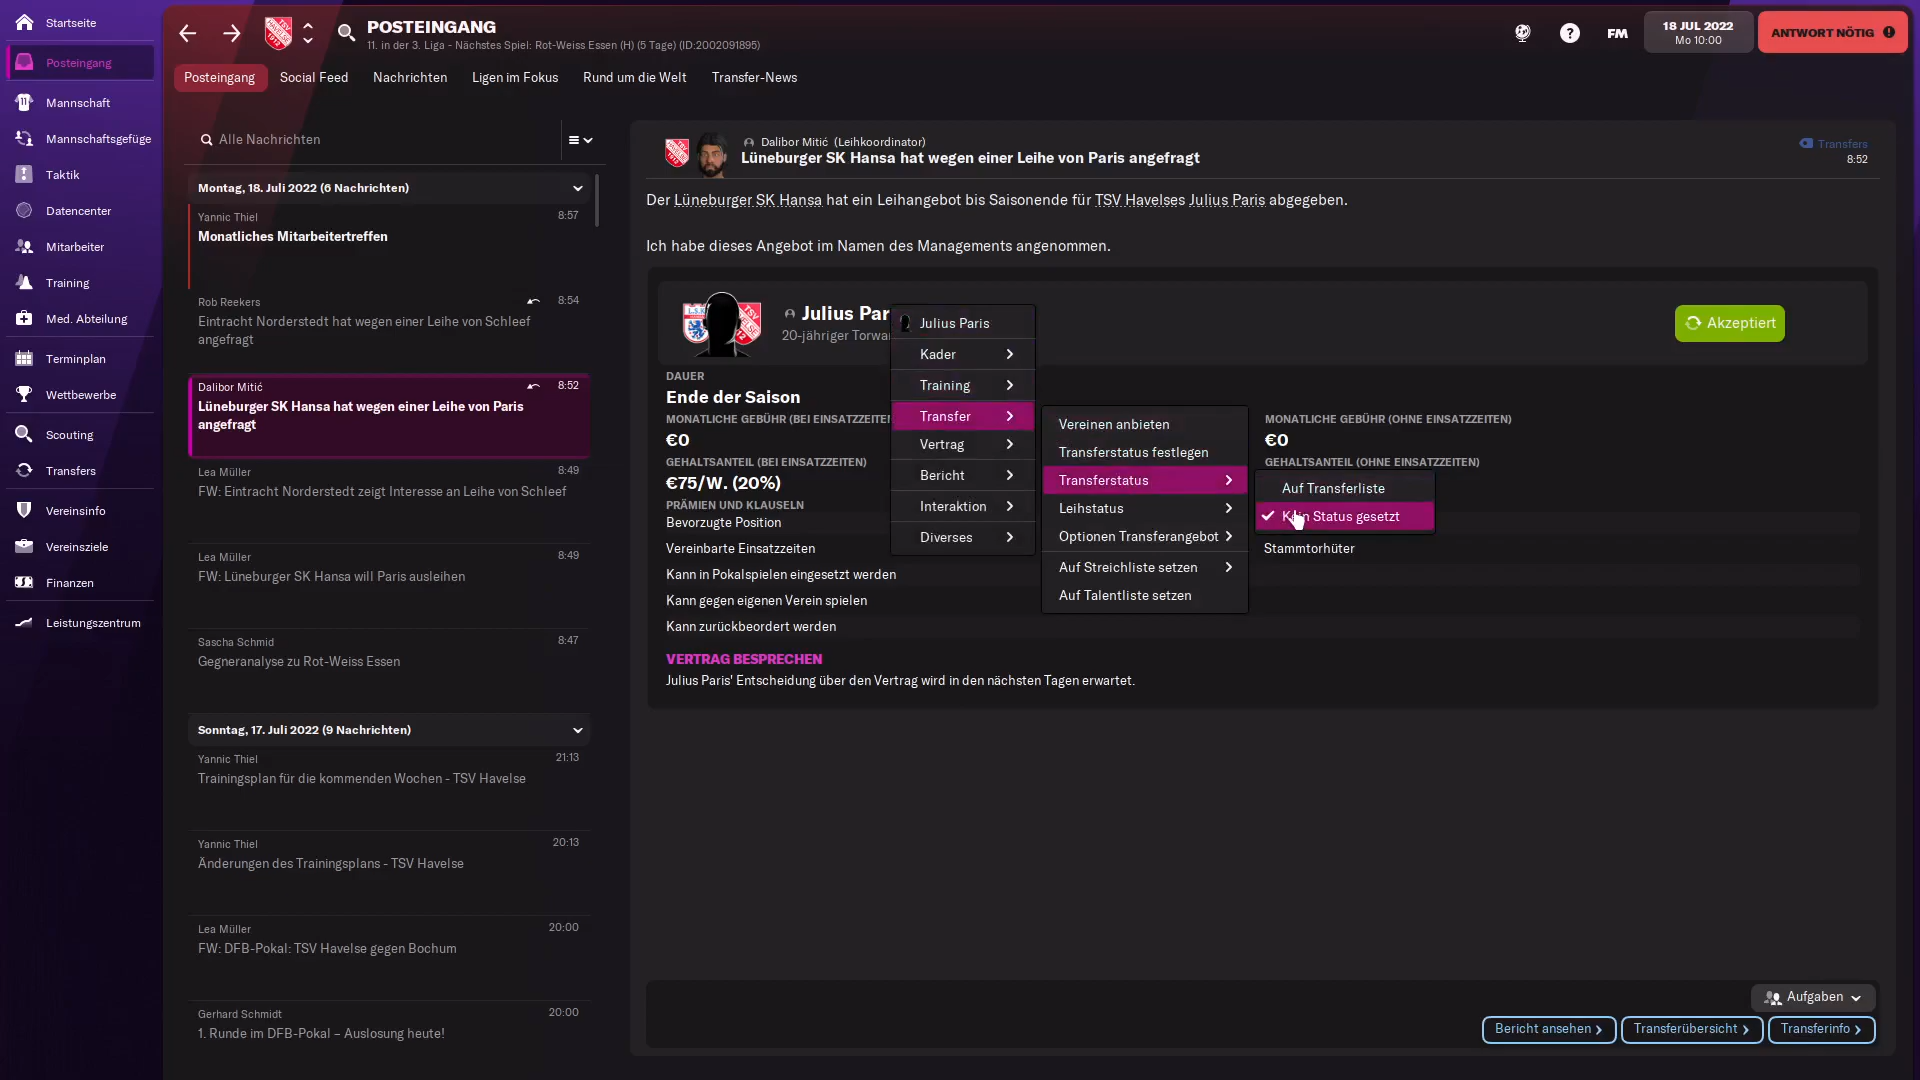 Startseite
Posteingang
Mannschaft
Mannschaftsgefüge
Taktik
Datencenter
Mitarbeiter
Training
Med. Abteilung
Terminplan
Wettbewerbe
Scouting
Transfers
Vereinsinfo
Vereinsziele
Finanzen
Leistungszentrum
POSTEINGANG
11. in der 3. Liga - Nächstes Spiel: Rot-Weiss Essen (H) (5 Tage) (ID:2002091895)
FM
18 JUL 2022
Mo 10:00
ANTWORT NÖTIG
Posteingang
Social Feed
Nachrichten
Ligen im Fokus
Rund um die Welt
Transfer-News
Alle Nachrichten
Montag, 18. Juli 2022 (6 Nachrichten)
Yannic Thiel
8:57
Monatliches Mitarbeitertreffen
Rob Reekers
8:54
Eintracht Norderstedt hat wegen einer Leihe von Schleef
angefragt
Dalibor Mitić
8:52
Lüneburger SK Hansa hat wegen einer Leihe von Paris
angefragt
Lea Müller
8:49
FW: Eintracht Norderstedt zeigt Interesse an Leihe von Schleef
Lea Müller
8:49
FW: Lüneburger SK Hansa will Paris ausleihen
Sascha Schmid
8:47
Gegneranalyse zu Rot-Weiss Essen
Sonntag, 17. Juli 2022 (9 Nachrichten)
Yannic Thiel
21:13
Trainingsplan für die kommenden Wochen - TSV Havelse
Yannic Thiel
20:13
Änderungen des Trainingsplans - TSV Havelse
Lea Müller
20:00
FW: DFB-Pokal: TSV Havelse gegen Bochum
Gerhard Schmidt
20:00
1. Runde im DFB-Pokal – Auslosung heute!
Dalibor Mitić (Leihkoordinator)
Lüneburger SK Hansa hat wegen einer Leihe von Paris angefragt
Transfers
8:52
Der Lüneburger SK Hansa hat ein Leihangebot bis Saisonende für TSV Havelses Julius Paris abgegeben.
Ich habe dieses Angebot im Namen des Managements angenommen.
Julius Par
20-jähriger Torwa
Akzeptiert
DAUER
Ende der Saison
MONATLICHE GEBÜHR (BEI EINSATZZEITEN
€0
GEHALTSANTEIL (BEI EINSATZZEITEN)
€75/W. (20%)
PRÄMIEN UND KLAUSELN
Bevorzugte Position
Vereinbarte Einsatzzeiten
Kann in Pokalspielen eingesetzt werden
Kann gegen eigenen Verein spielen
Kann zurückbeordert werden
MONATLICHE GEBÜHR (OHNE EINSATZZEITEN)
€0
GEHALTSANTEIL (OHNE EINSATZZEITEN)
Stammtorhüter
Julius Paris
Kader
Training
Transfer
Vertrag
Bericht
Interaktion
Diverses
Vereinen anbieten
Transferstatus festlegen
Transferstatus
Leihstatus
Optionen Transferangebot
Auf Streichliste setzen
Auf Talentliste setzen
Auf Transferliste
Kein Status gesetzt
VERTRAG BESPRECHEN
Julius Paris' Entscheidung über den Vertrag wird in den nächsten Tagen erwartet.
Aufgaben
Bericht ansehen
Transferübersicht
Transferinfo